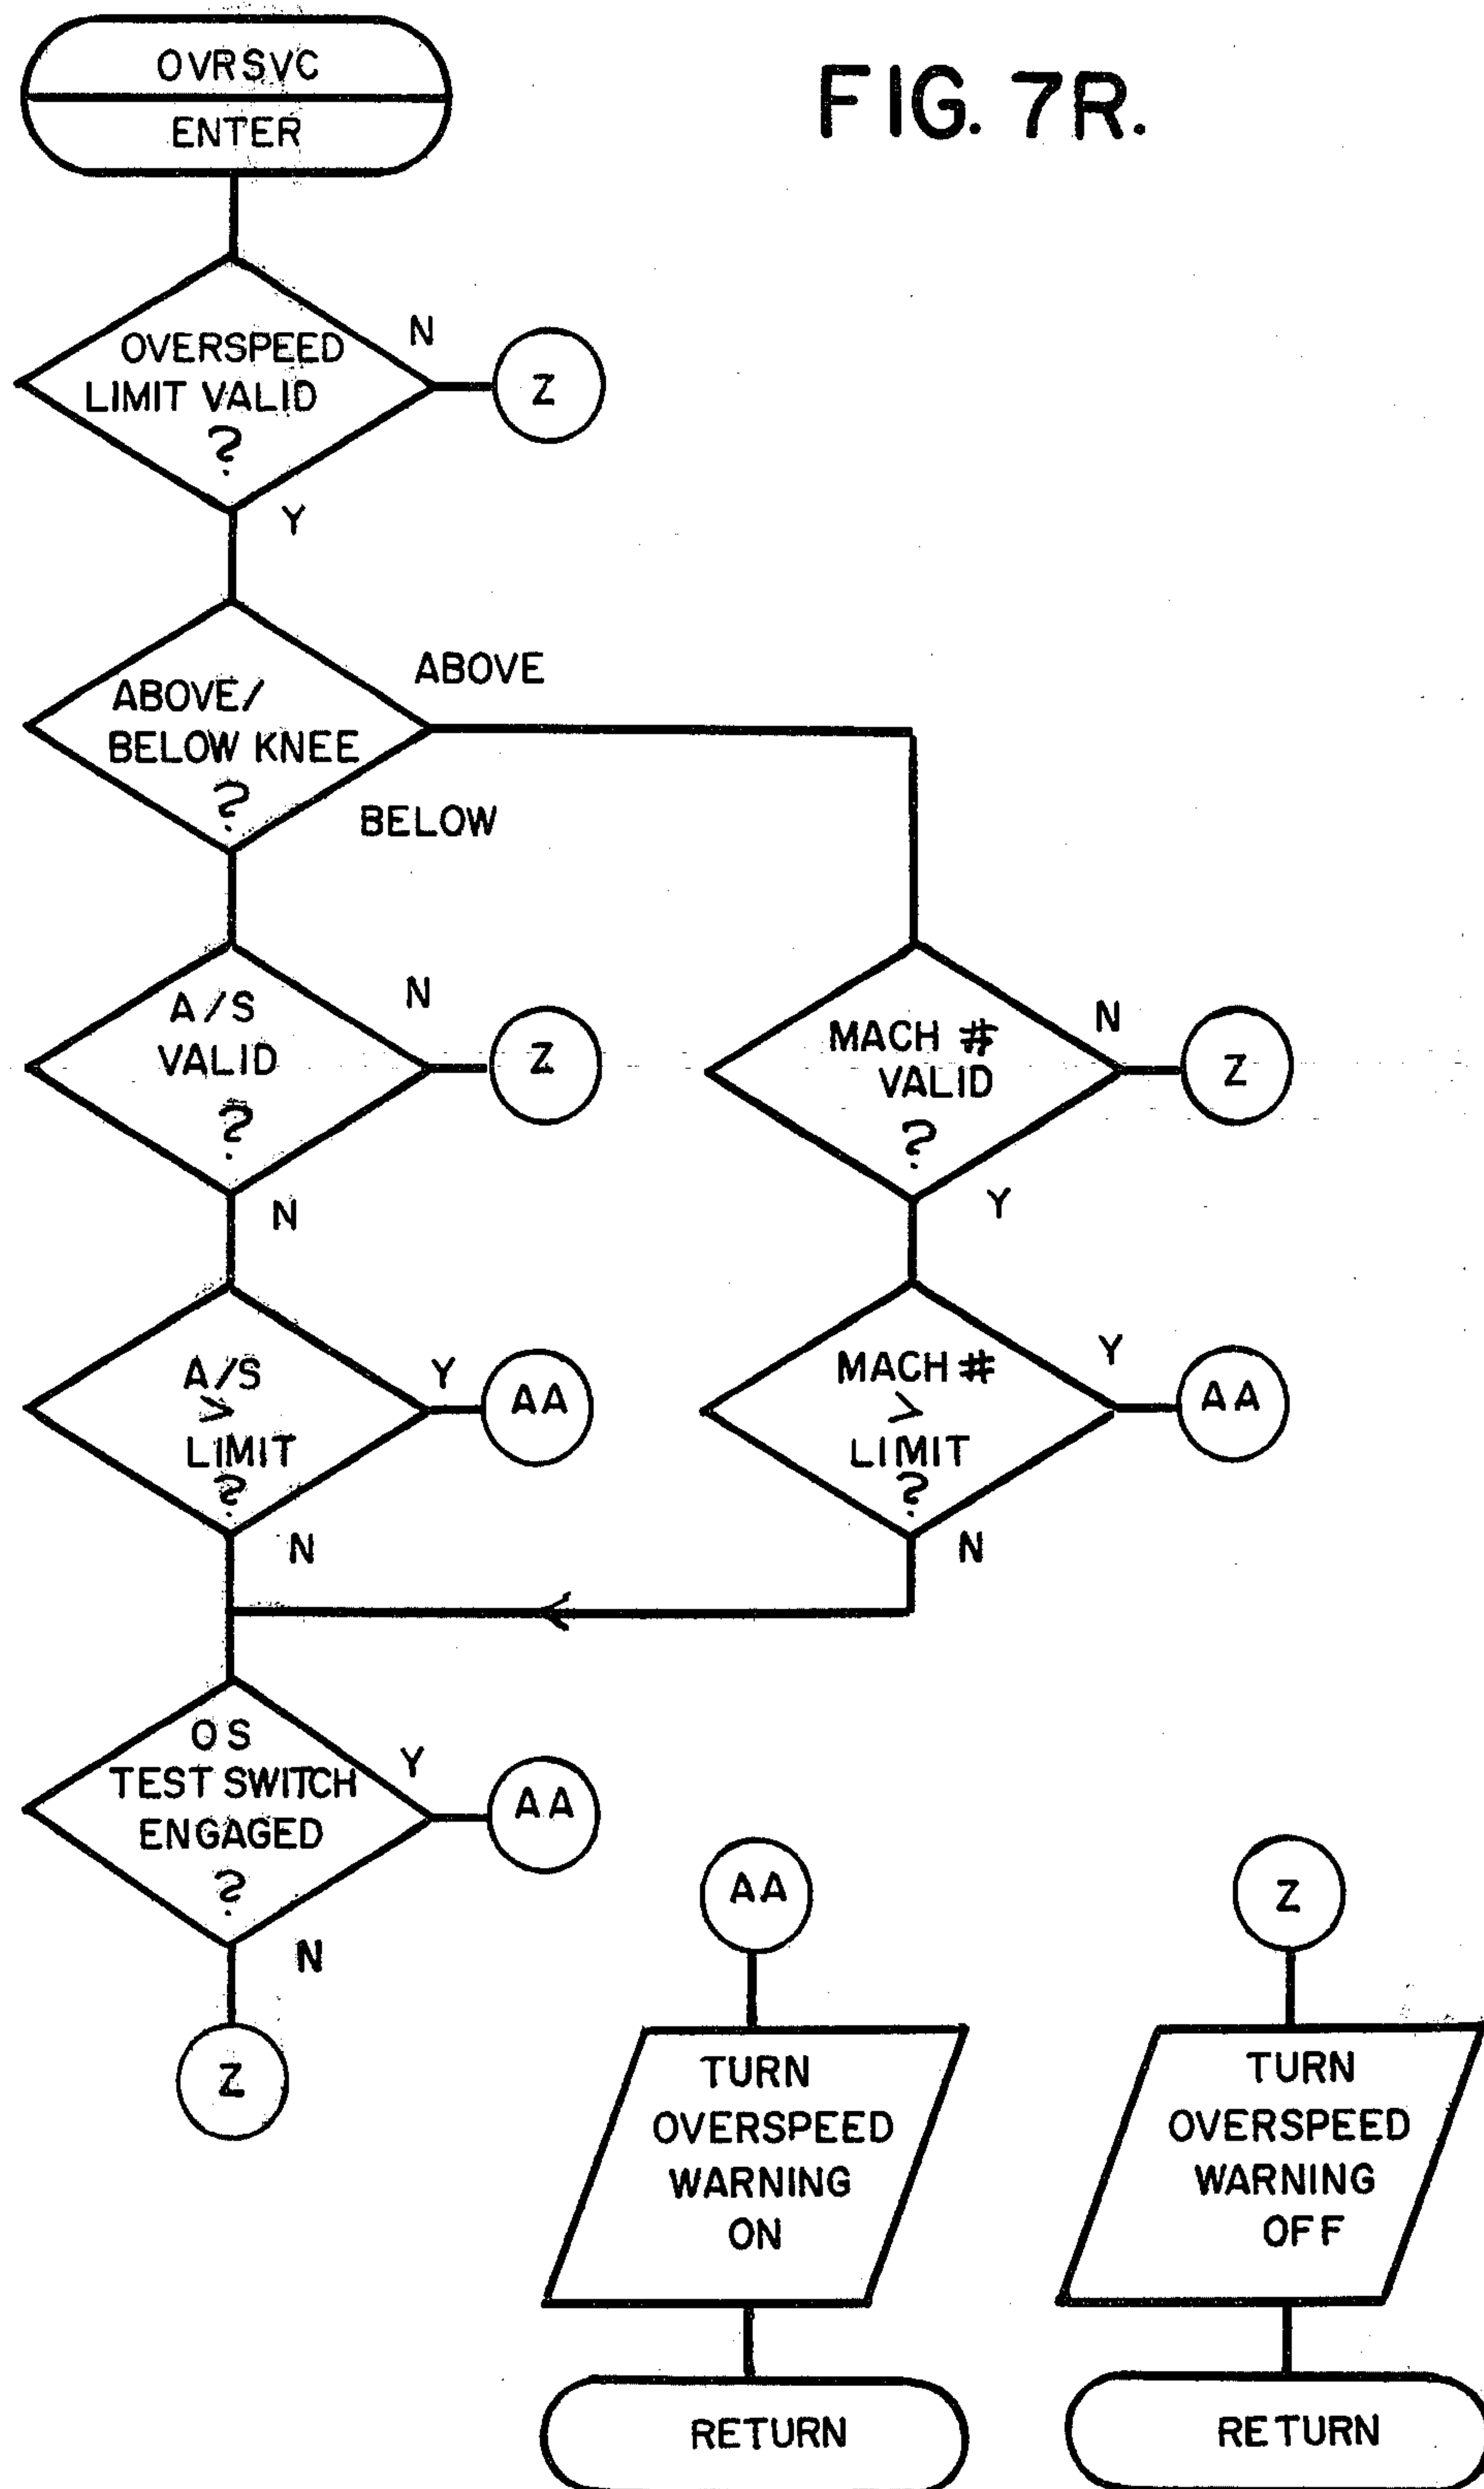 FIG. 7R.
OVRSVC
ENTER
OVERSPEED
LIMIT VALID
?
N
Z
Y
ABOVE/
BELOW KNEE
?
ABOVE
BELOW
A/S
VALID
?
N
Z
N
MACH #
VALID
?
N
Z
Y
A/S
>
LIMIT
?
Y
AA
N
MACH #
>
LIMIT
?
Y
AA
N
OS
TEST SWITCH
ENGAGED
?
Y
AA
N
Z
AA
TURN
OVERSPEED
WARNING
ON
RETURN
Z
TURN
OVERSPEED
WARNING
OFF
RETURN